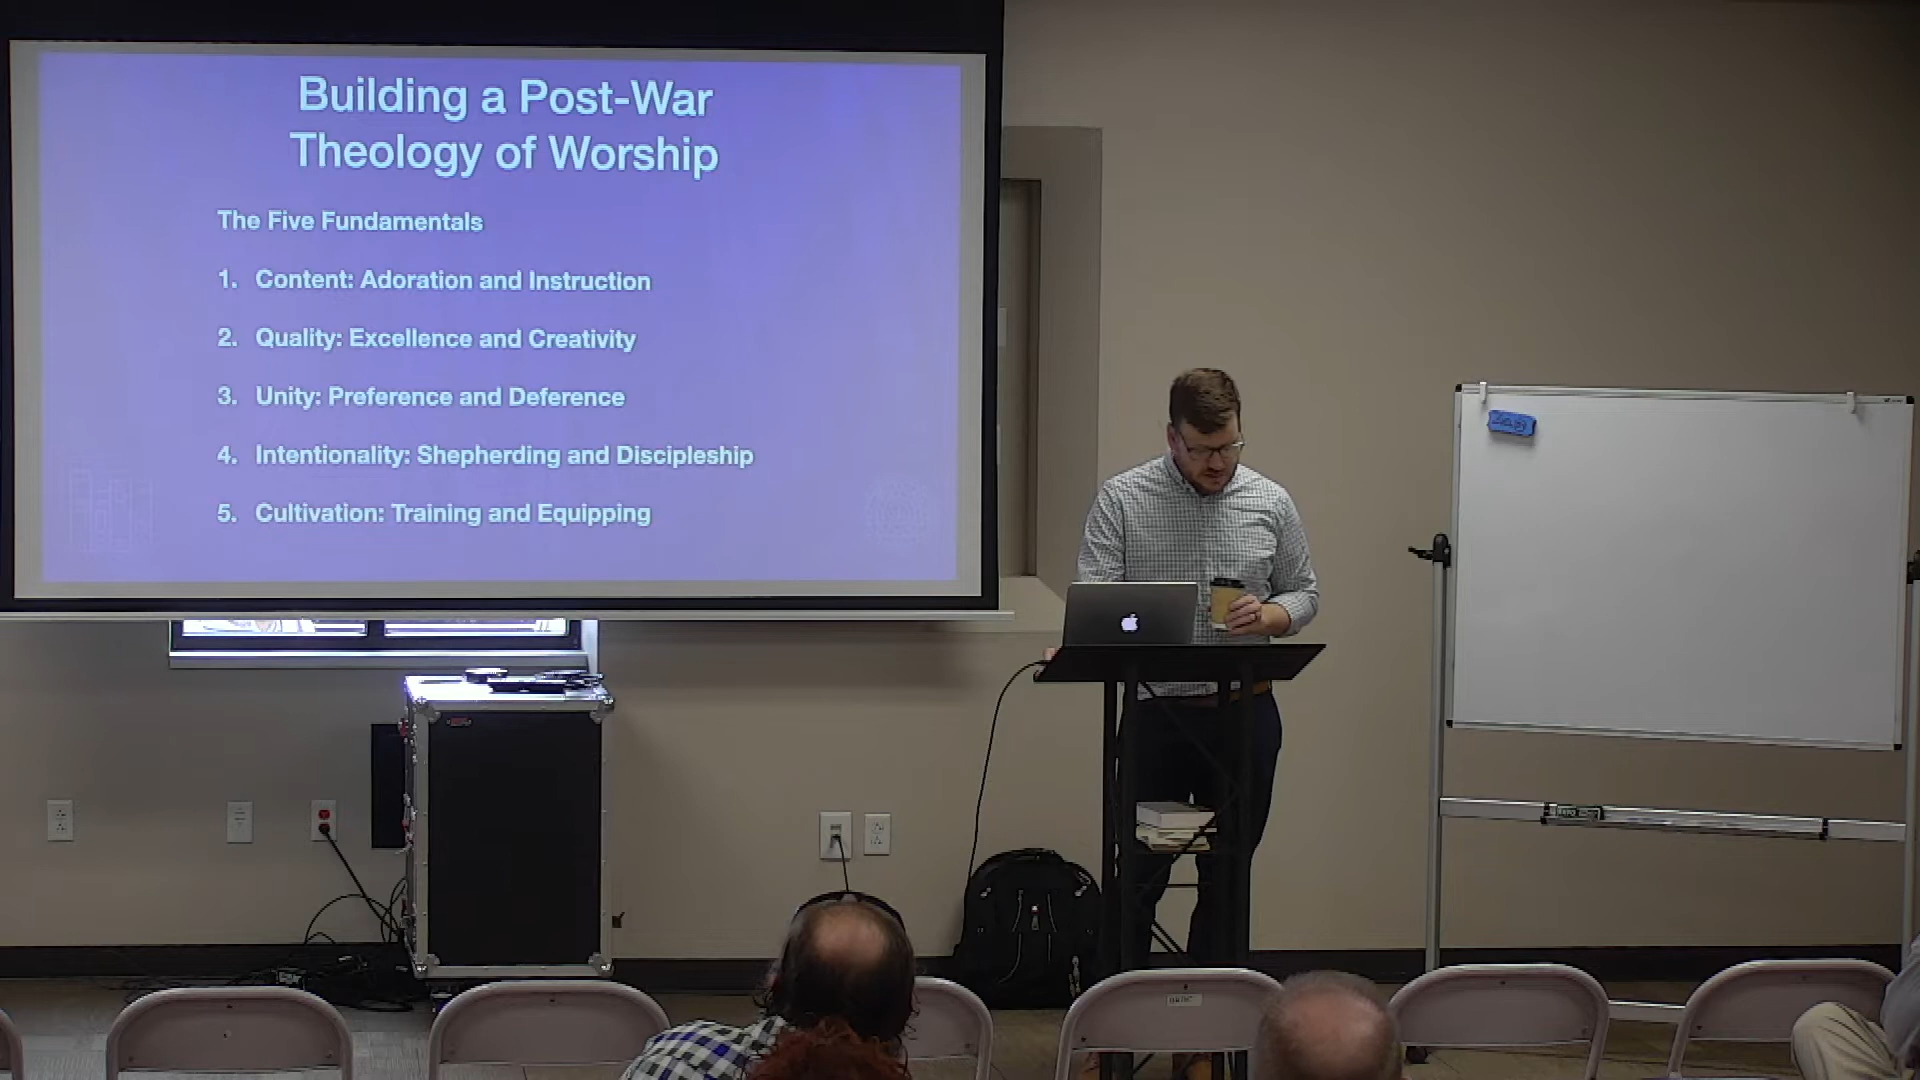 Building a Post-War
Theology of Worship
The Five Fundamentals
1. Content: Adoration and Instruction
2. Quality: Excellence and Creativity
3. Unity: Preference and Deference
4. Intentionality: Shepherding and Discipleship
5. Cultivation: Training and Equipping